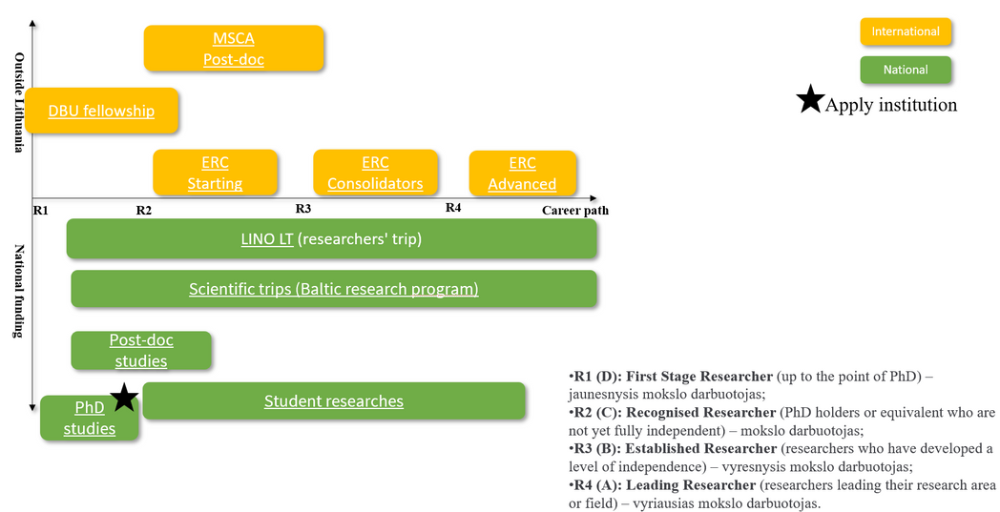 MSCA
Post-doc
International
National
Apply institution
Outside Lithuania
DBU fellowship
ERC
Starting
ERC
Consolidators
ERC
Advanced
R1
R2
R3
R4
Career path
National funding
LINO LT (researchers' trip)
Scientific trips (Baltic research program)
Post-doc
studies
PhD
studies
Student researches
•R1 (D): First Stage Researcher (up to the point of PhD) –
jaunesnysis mokslo darbuotojas;
•R2 (C): Recognised Researcher (PhD holders or equivalent who are
not yet fully independent) – mokslo darbuotojas;
•R3 (B): Established Researcher (researchers who have developed a
level of independence) – vyresnysis mokslo darbuotojas;
•R4 (A): Leading Researcher (researchers leading their research area
or field) – vyriausias mokslo darbuotojas.